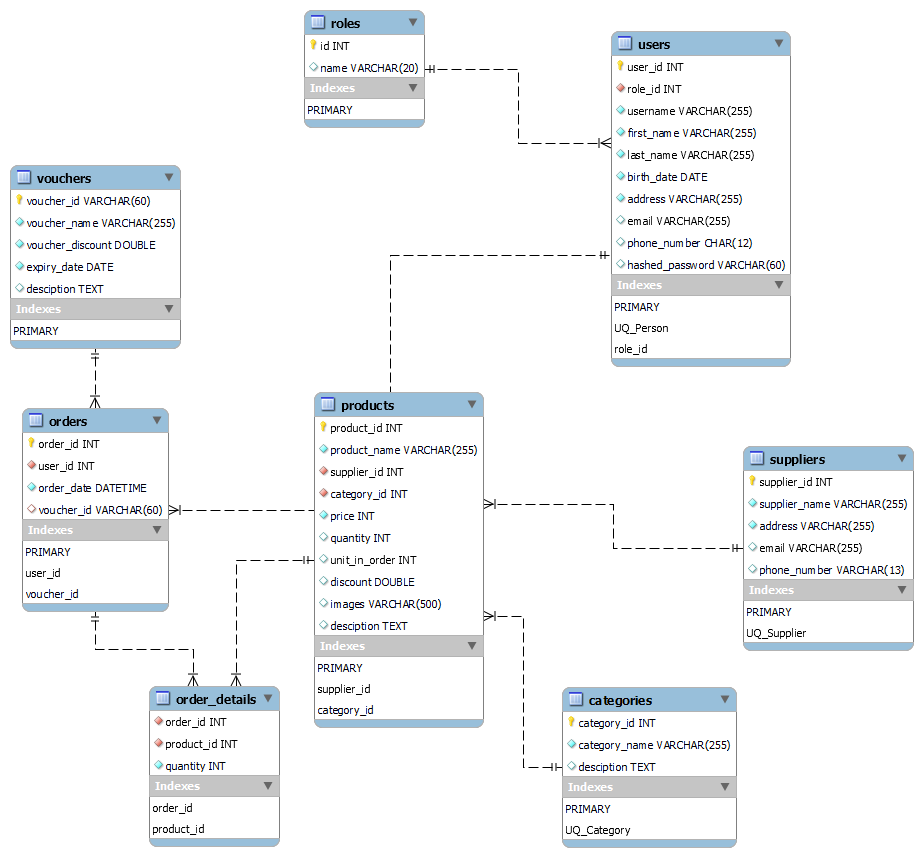 roles
id INT
name VARCHAR(20)
Indexes
PRIMARY
users
user_id INT
role_id INT
username VARCHAR(255)
first_name VARCHAR(255)
last_name VARCHAR(255)
birth_date DATE
address VARCHAR(255)
email VARCHAR(255)
phone_number CHAR(12)
hashed_password VARCHAR(60)
Indexes
PRIMARY
UQ_Person
role_id
vouchers
voucher_id VARCHAR(60)
voucher_name VARCHAR(255)
voucher_discount DOUBLE
expiry_date DATE
desciption TEXT
Indexes
PRIMARY
orders
order_id INT
user_id INT
order_date DATETIME
voucher_id VARCHAR(60)
Indexes
PRIMARY
user_id
voucher_id
products
product_id INT
product_name VARCHAR(255)
supplier_id INT
category_id INT
price INT
quantity INT
unit_in_order INT
discount DOUBLE
images VARCHAR(500)
desciption TEXT
Indexes
PRIMARY
supplier_id
category_id
suppliers
supplier_id INT
supplier_name VARCHAR(255)
address VARCHAR(255)
email VARCHAR(255)
phone_number VARCHAR(13)
Indexes
PRIMARY
UQ_Supplier
order_details
order_id INT
product_id INT
quantity INT
Indexes
order_id
product_id
categories
category_id INT
category_name VARCHAR(255)
desciption TEXT
Indexes
PRIMARY
UQ_Category